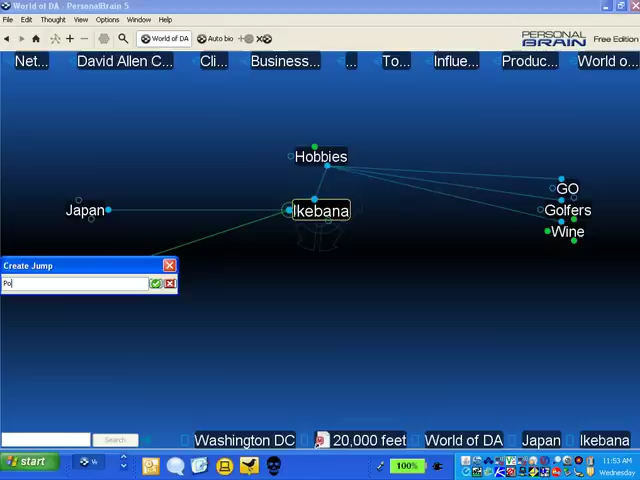 World of DA - PersonalBrain 5
File Edit Thought View Options Window Help
World of DA
Auto bio
PERSONAL BRAIN
Free Edition
Net... David Allen C... Cli... Business... ... To... Influe... Produc... World o...
Hobbies
GO
Japan
Ikebana
Golfers
Wine
Create Jump
Po
Search
Washington DC
20,000 feet
World of DA
Japan
Ikebana
start
100%
11:53 AM
Wednesday